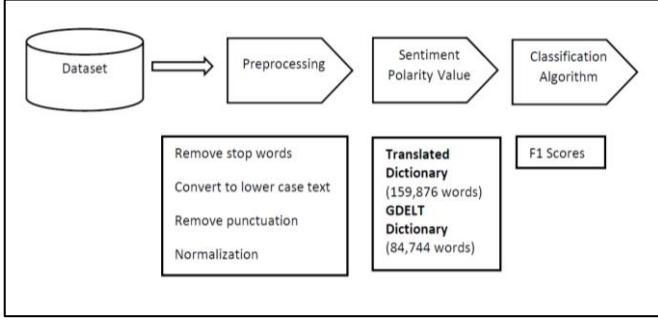 Dataset
Preprocessing
Sentiment
Polarity Value
Classification
Algorithm
Remove stop words
Convert to lower case text
Remove punctuation
Normalization
Translated
Dictionary
(159,876 words)
GDELT
Dictionary
(84,744 words)
F1 Scores